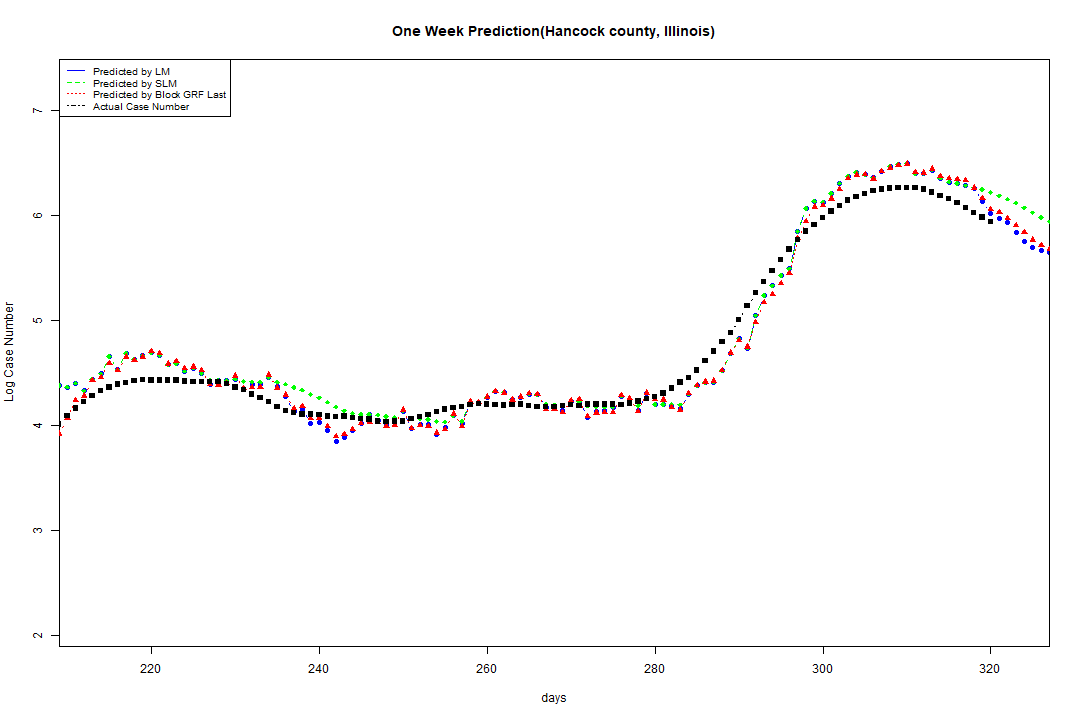 One Week Prediction(Hancock county, Illinois)
Predicted by LM
Predicted by SLM
Predicted by Block GRF Last
Actual Case Number
Log Case Number
7
6
5
4
3
2
220 240 260 280 300 320
days